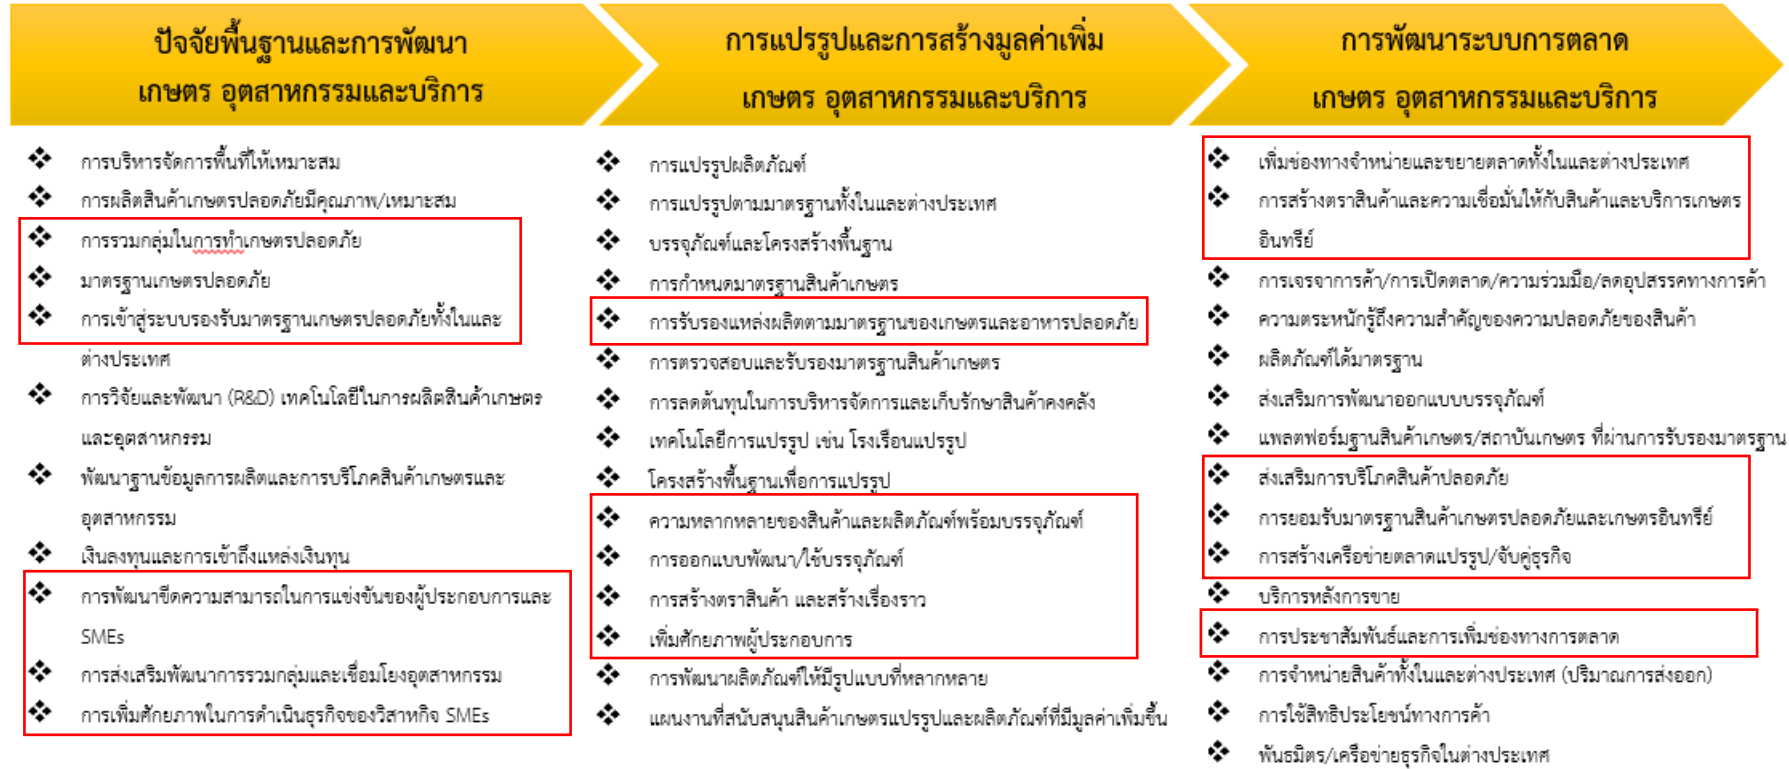 ปัจจัยพื้นฐานและการพัฒนา
เกษตร อุตสาหกรรมและบริการ
❖ การบริหารจัดการพื้นที่ให้เหมาะสม
❖ การผลิตสินค้าเกษตรปลอดภัยมีคุณภาพ/เหมาะสม
❖ การรวมกลุ่มในการทำเกษตรปลอดภัย
❖ มาตรฐานเกษตรปลอดภัย
❖ การเข้าสู่ระบบรองรับมาตรฐานเกษตรปลอดภัยทั้งในและ
ต่างประเทศ
❖ การวิจัยและพัฒนา (R&D) เทคโนโลยีในการผลิตสินค้าเกษตร
และอุตสาหกรรม
❖ พัฒนาฐานข้อมูลการผลิตและการบริโภคสินค้าเกษตรและ
อุตสาหกรรม
❖ เงินลงทุนและการเข้าถึงแหล่งเงินทุน
❖ การพัฒนาขีดความสามารถในการแข่งขันของผู้ประกอบการและ
SMEs
❖ การส่งเสริมพัฒนาการรวมกลุ่มและเชื่อมโยงอุตสาหกรรม
❖ การเพิ่มศักยภาพในการดำเนินธุรกิจของวิสาหกิจ SMEs
การแปรรูปและการสร้างมูลค่าเพิ่ม
เกษตร อุตสาหกรรมและบริการ
❖ การแปรรูปผลิตภัณฑ์
❖ การแปรรูปตามมาตรฐานทั้งในและต่างประเทศ
❖ บรรจุภัณฑ์และโครงสร้างพื้นฐาน
❖ การกำหนดมาตรฐานสินค้าเกษตร
❖ การรับรองแหล่งผลิตตามมาตรฐานของเกษตรและอาหารปลอดภัย
❖ การตรวจสอบและรับรองมาตรฐานสินค้าเกษตร
❖ การลดต้นทุนในการบริหารจัดการและเก็บรักษาสินค้าคงคลัง
❖ เทคโนโลยีการแปรรูป เช่น โรงเรือนแปรรูป
❖ โครงสร้างพื้นฐานเพื่อการแปรรูป
❖ ความหลากหลายของสินค้าและผลิตภัณฑ์พร้อมบรรจุภัณฑ์
❖ การออกแบบพัฒนา/ใช้บรรจุภัณฑ์
❖ การสร้างตราสินค้า และสร้างเรื่องราว
❖ เพิ่มศักยภาพผู้ประกอบการ
❖ การพัฒนาผลิตภัณฑ์ให้มีรูปแบบที่หลากหลาย
❖ แผนงานที่สนับสนุนสินค้าเกษตรแปรรูปและผลิตภัณฑ์ที่มีมูลค่าเพิ่มขึ้น
การพัฒนาระบบการตลาด
เกษตร อุตสาหกรรมและบริการ
❖ เพิ่มช่องทางจำหน่ายและขยายตลาดทั้งในและต่างประเทศ
❖ การสร้างตราสินค้าและความเชื่อมั่นให้กับสินค้าและบริการเกษตร
อินทรีย์
❖ การเจรจาการค้า/การเปิดตลาด/ความร่วมมือ/ลดอุปสรรคทางการค้า
❖ ความตระหนักรู้ถึงความสำคัญของความปลอดภัยของสินค้า
❖ ผลิตภัณฑ์ได้มาตรฐาน
❖ ส่งเสริมการพัฒนาออกแบบบรรจุภัณฑ์
❖ แพลตฟอร์มฐานสินค้าเกษตร/สถาบันเกษตร ที่ผ่านการรับรองมาตรฐาน
❖ ส่งเสริมการบริโภคสินค้าปลอดภัย
❖ การยอมรับมาตรฐานสินค้าเกษตรปลอดภัยและเกษตรอินทรีย์
❖ การสร้างเครือข่ายตลาดแปรรูป/จับคู่ธุรกิจ
❖ บริการหลังการขาย
❖ การประชาสัมพันธ์และการเพิ่มช่องทางการตลาด
❖ การจำหน่ายสินค้าทั้งในและต่างประเทศ (ปริมาณการส่งออก)
❖ การใช้สิทธิประโยชน์ทางการค้า
❖ พันธมิตร/เครือข่ายธุรกิจในต่างประเทศ